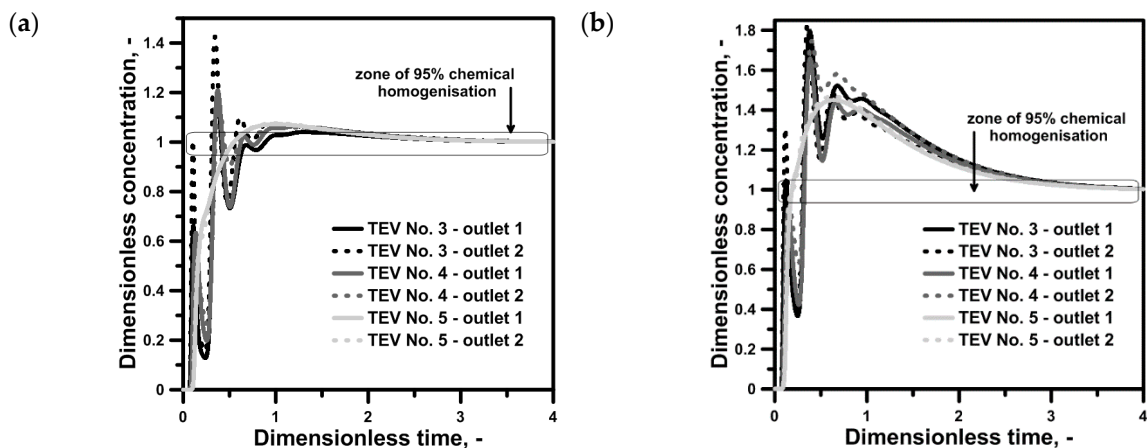 (a)
Dimensionless concentration, -
1.4
1.2
1
0.8
0.6
0.4
0.2
0
zone of 95% chemical
homogenisation
TEV No. 3 - outlet 1
TEV No. 3 - outlet 2
TEV No. 4 - outlet 1
TEV No. 4 - outlet 2
TEV No. 5 - outlet 1
TEV No. 5 - outlet 2
0 1 2 3 4
Dimensionless time, -
(b)
Dimensionless concentration, -
1.8
1.6
1.4
1.2
1
0.8
0.6
0.4
0.2
0
zone of 95% chemical
homogenisation
TEV No. 3 - outlet 1
TEV No. 3 - outlet 2
TEV No. 4 - outlet 1
TEV No. 4 - outlet 2
TEV No. 5 - outlet 1
TEV No. 5 - outlet 2
0 1 2 3 4
Dimensionless time, -